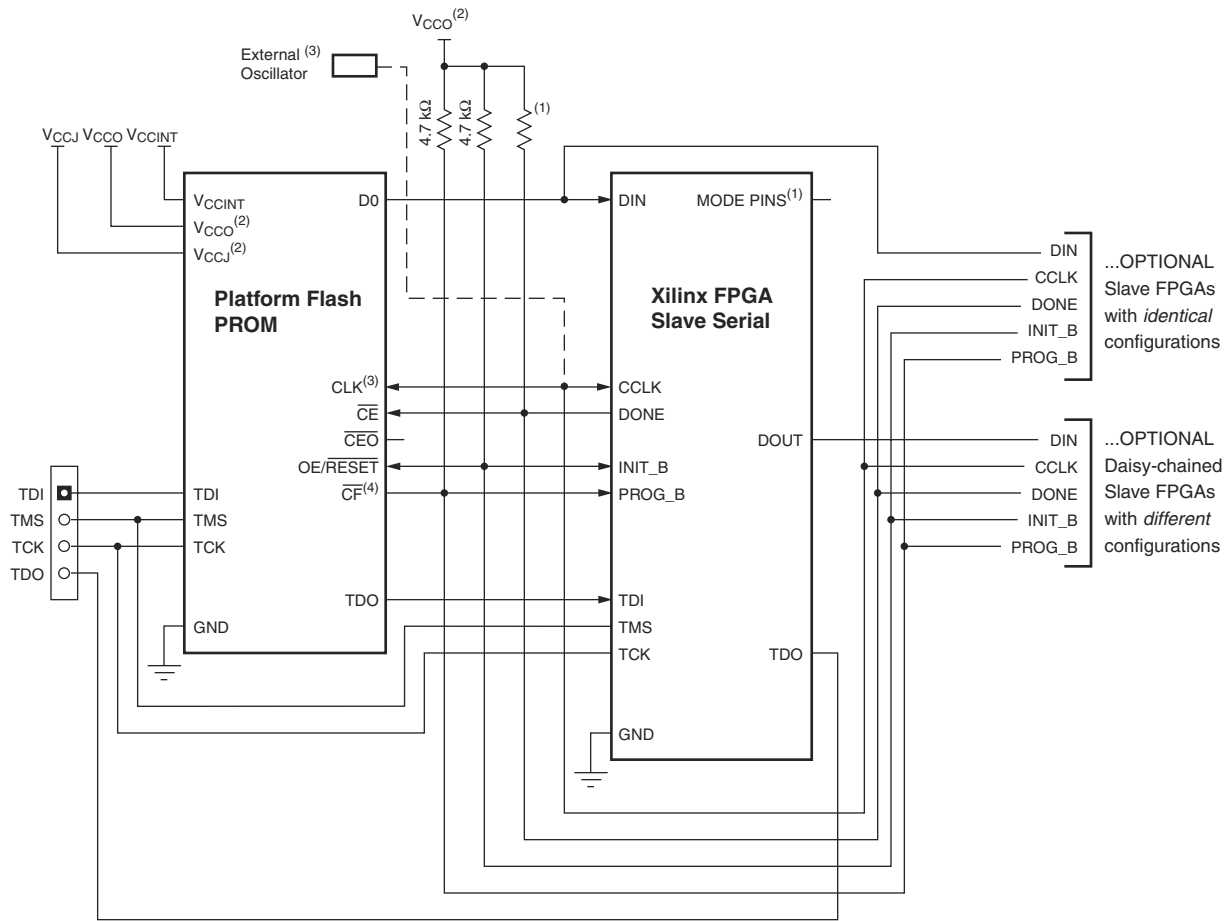 VCCO(2)
External (3)
Oscillator
(1)
4.7 kΩ
4.7 kΩ
VCCJ VCCO VCCINT
VCCINT
VCCO(2)
VCCJ(2)
D0
Platform Flash
PROM
CLK(3)
CE
CEO
OE/RESET
CF(4)
TDI
TMS
TCK
TDO
GND
TDI
TMS
TCK
TDO
DIN
MODE PINS(1)
Xilinx FPGA
Slave Serial
CCLK
DONE
DOUT
INIT_B
PROG_B
TDI
TMS
TCK
TDO
GND
DIN
CCLK
DONE
INIT_B
PROG_B
...OPTIONAL
Slave FPGAs
with identical
configurations
DIN
CCLK
DONE
INIT_B
PROG_B
...OPTIONAL
Daisy-chained
Slave FPGAs
with different
configurations